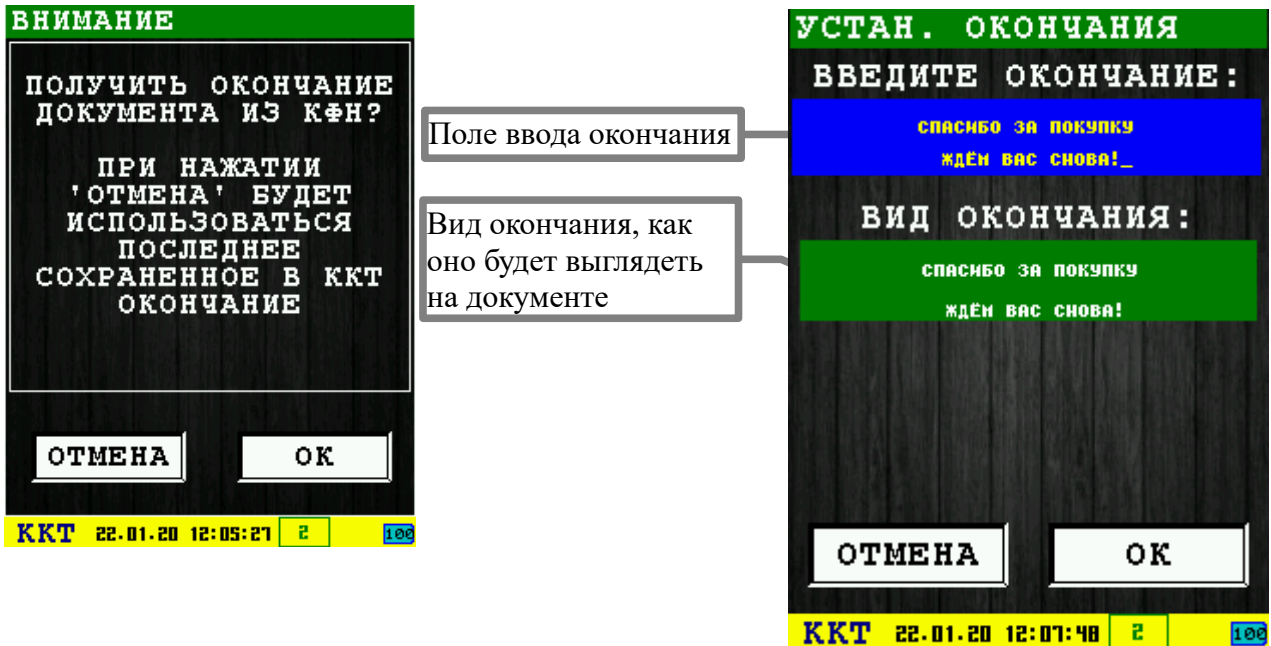 ВНИМАНИЕ
ПОЛУЧИТЬ ОКОНЧАНИЕ
ДОКУМЕНТА ИЗ КФН?
ПРИ НАЖАТИИ
'ОТМЕНА' БУДЕТ
ИСПОЛЬЗОВАТЬСЯ
ПОСЛЕДНЕЕ
СОХРАНЕННОЕ В ККТ
ОКОНЧАНИЕ
ОТМЕНА
ОК
ККТ 22.01.20 12:05:27 2 100
Поле ввода окончания
Вид окончания, как
оно будет выглядеть
на документе
УСТАН. ОКОНЧАНИЯ
ВВЕДИТЕ ОКОНЧАНИЕ:
СПАСИБО ЗА ПОКУПКУ
ЖДЁМ ВАС СНОВА!_
ВИД ОКОНЧАНИЯ:
СПАСИБО ЗА ПОКУПКУ
ЖДЁМ ВАС СНОВА!
ОТМЕНА
ОК
ККТ 22.01.20 12:07:48 2 100